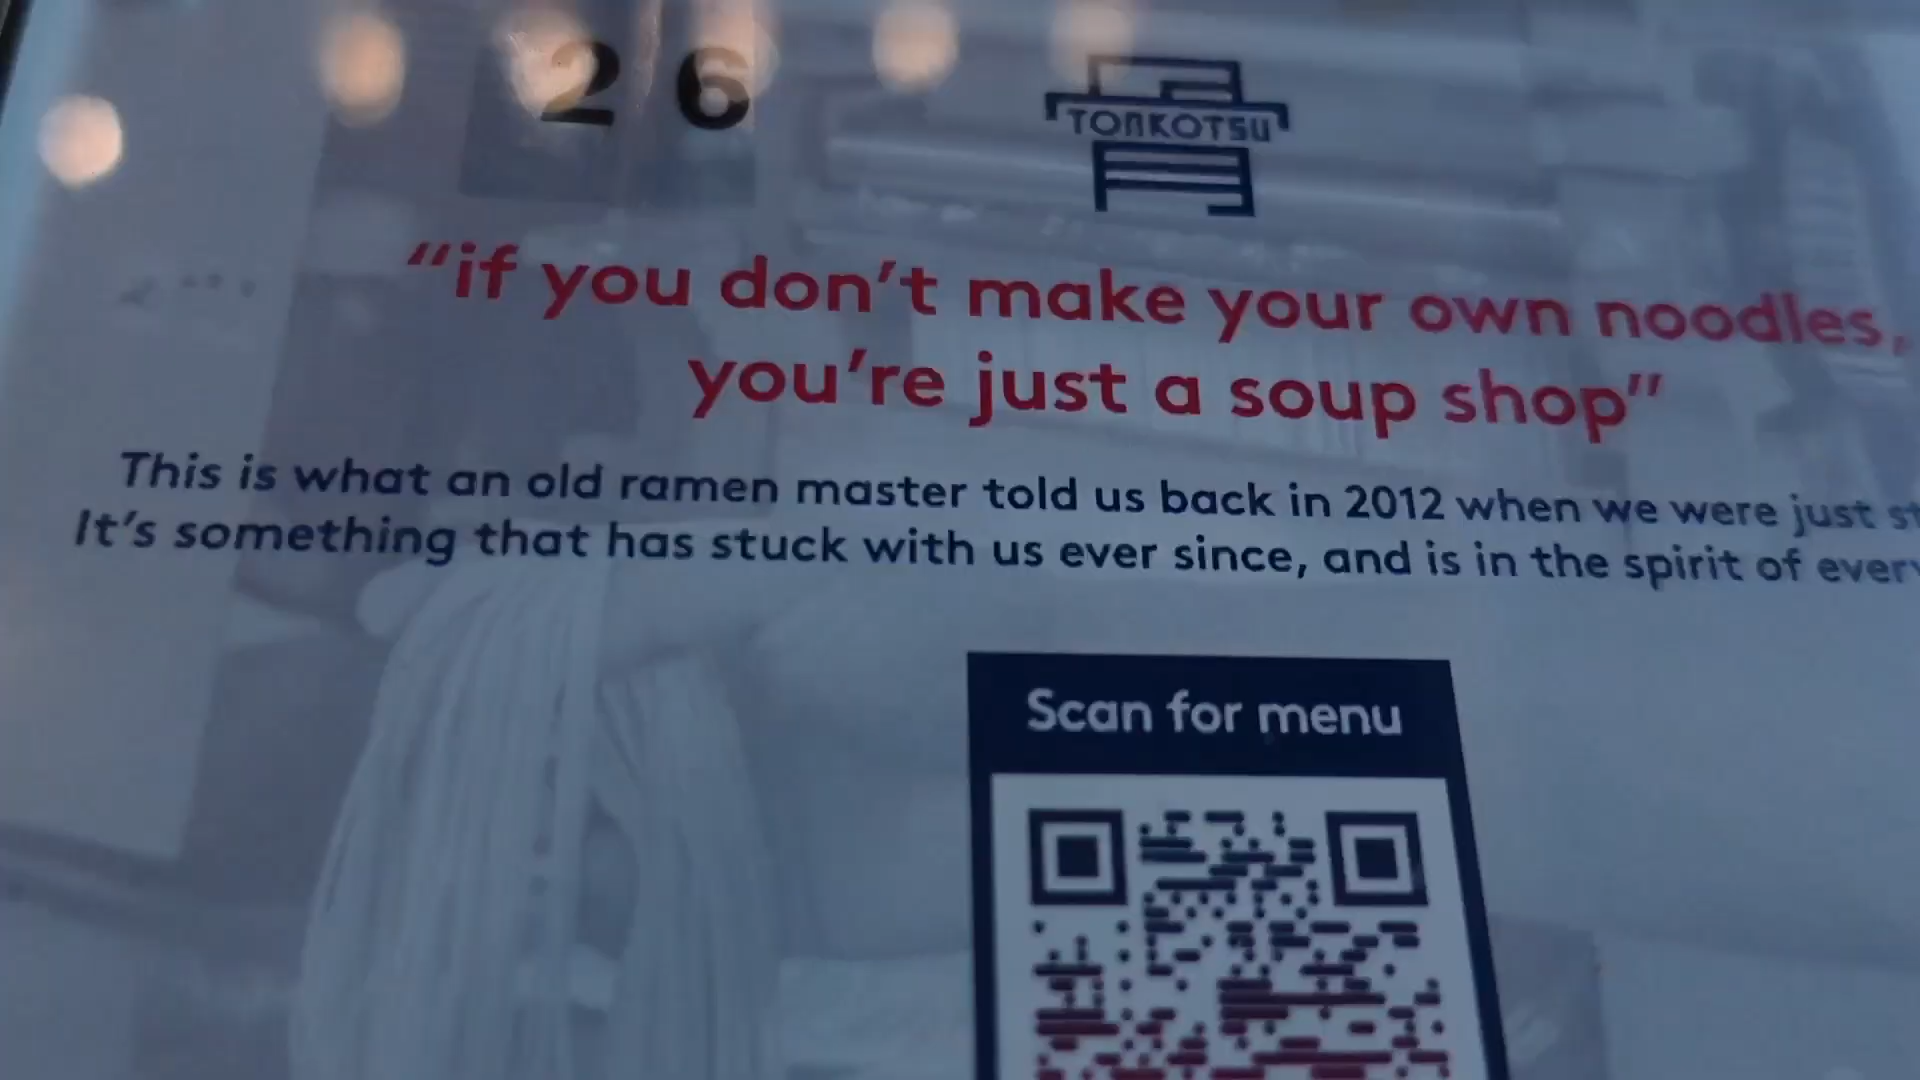 26
TONKOTSU
“if you don’t make your own noodles,
you’re just a soup shop”
This is what an old ramen master told us back in 2012 when we were just
It’s something that has stuck with us ever since, and is in the spirit of
Scan for menu